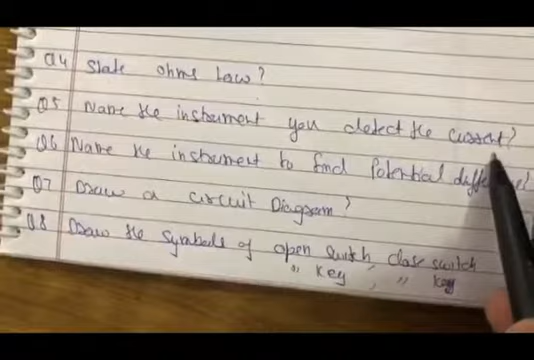 Q4 State ohms Law?
Q5 Name the instrument you detect the current?
Q6 Name the instrument to find Potential
Q7 Draw a circuit Diagram?
Q8 Draw the symbols of open switch close switch
" key , " key